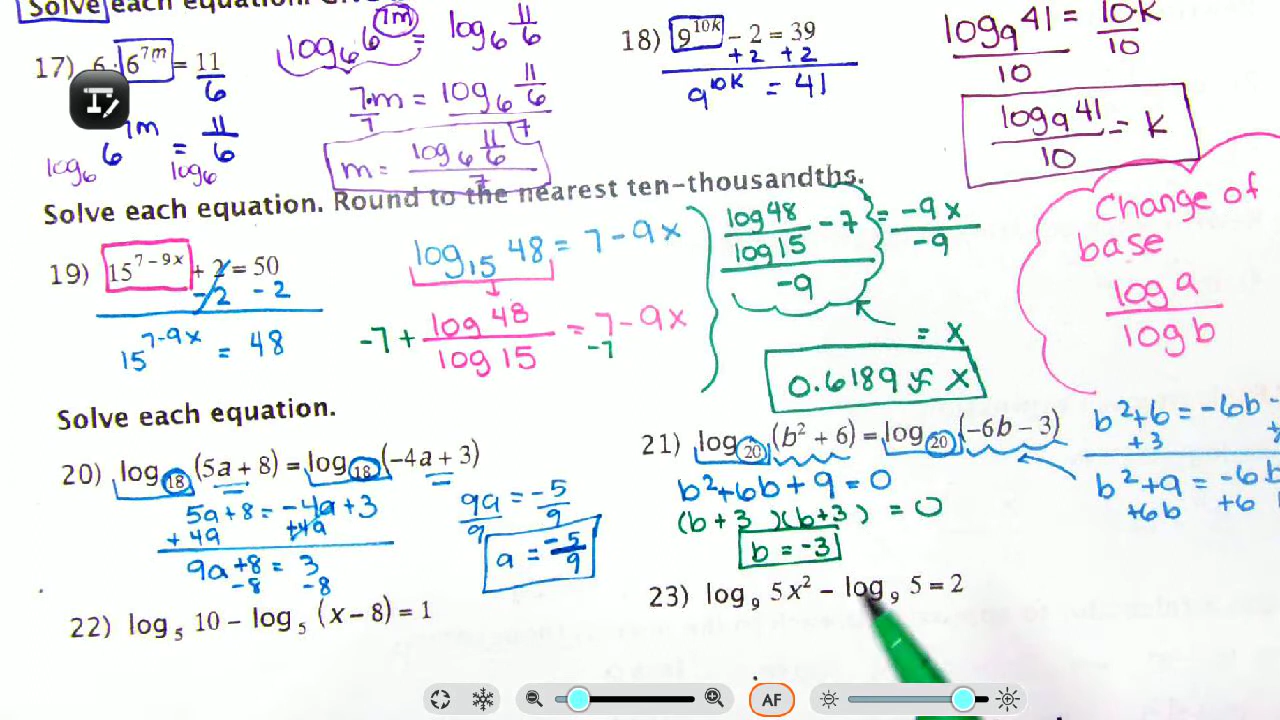 Solve each equation.
17) 6 · 6^{7m} = 11/6
6^{7m} = 11/6
log₆ log₆
log₆ 6^{7m} = log₆ 11/6
7·m/7 = log₆ 11/6 /7
m = log₆ 11/6 /7
18) 9^{10k} − 2 = 39
+2 +2
9^{10k} = 41
log₉ 41/10 = 10·k/10
log₉ 41/10 = k
Solve each equation. Round to the nearest ten-thousandths.
19) 15^{7−9x} + 2 = 50
−2 −2
15^{7−9x} = 48
log₁₅ 48 = 7−9x
−7 + log 48/log 15 = 7−9x
−7
log 48/log 15 − 7 = −9x/−9
−9
= x
0.6189 ≈ x
Change of
base
log a
log b
Solve each equation.
20) log₁₈ (5a + 8) = log₁₈ (−4a + 3)
5a+8 = −4a+3
+4a +4a
9a+8 = 3
−8 −8
9a/9 = −5/9
a = −5/9
21) log₂₀ (b² + 6) = log₂₀ (−6b − 3)
b²+6 = −6b −
+3
b²+9 = −6b
+6b +6b
b²+6b+9=0
(b+3)(b+3) = 0
b = −3
22) log₅ 10 − log₅ (x − 8) = 1
23) log₉ 5x² − log₉ 5 = 2
AF